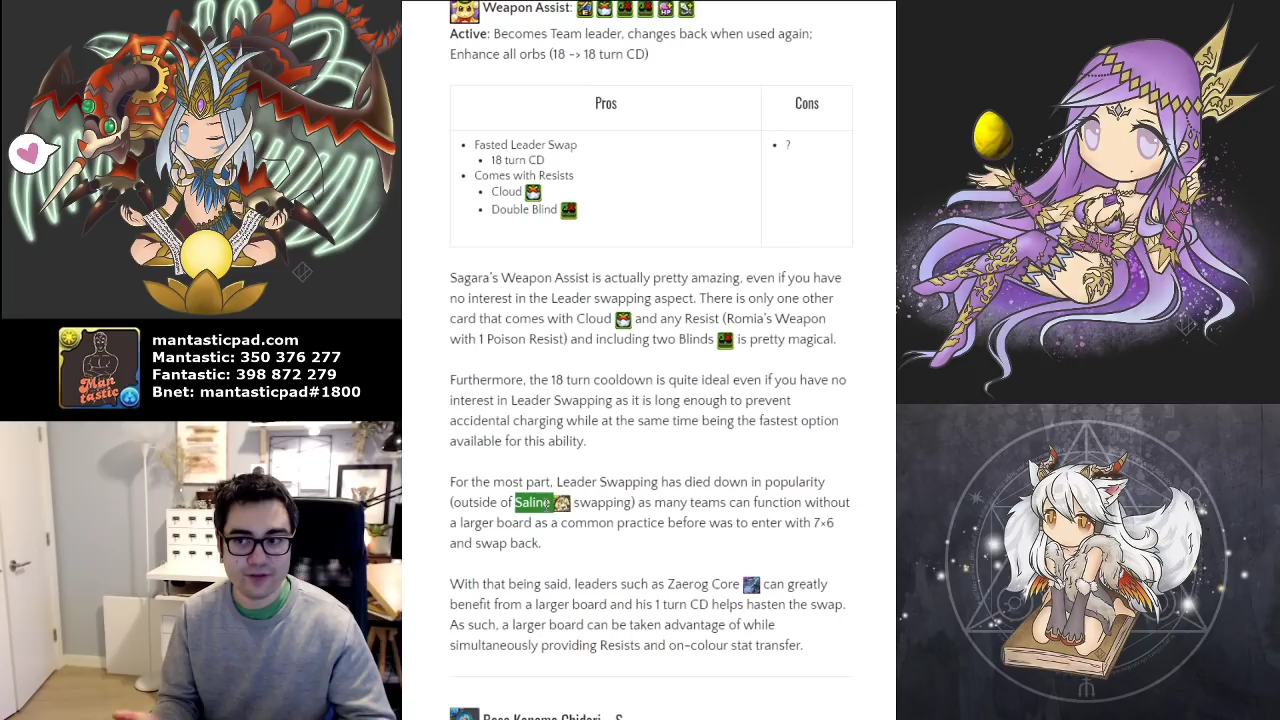 Weapon Assist:
Active: Becomes Team leader, changes back when used again;
Enhance all orbs (18 -> 18 turn CD)
Pros
Cons
Fasted Leader Swap
18 turn CD
Comes with Resists
Cloud
Double Blind
?
Sagara's Weapon Assist is actually pretty amazing, even if you have
no interest in the Leader swapping aspect. There is only one other
card that comes with Cloud and any Resist (Romia's Weapon
with 1 Poison Resist) and including two Blinds is pretty magical.
Furthermore, the 18 turn cooldown is quite ideal even if you have no
interest in Leader Swapping as it is long enough to prevent
accidental charging while at the same time being the fastest option
available for this ability.
For the most part, Leader Swapping has died down in popularity
(outside of Saline swapping) as many teams can function without
a larger board as a common practice before was to enter with 7×6
and swap back.
With that being said, leaders such as Zaerog Core can greatly
benefit from a larger board and his 1 turn CD helps hasten the swap.
As such, a larger board can be taken advantage of while
simultaneously providing Resists and on-colour stat transfer.
mantasticpad.com
Mantastic: 350 376 277
Fantastic: 398 872 279
Bnet: mantasticpad#1800
Man
tastic